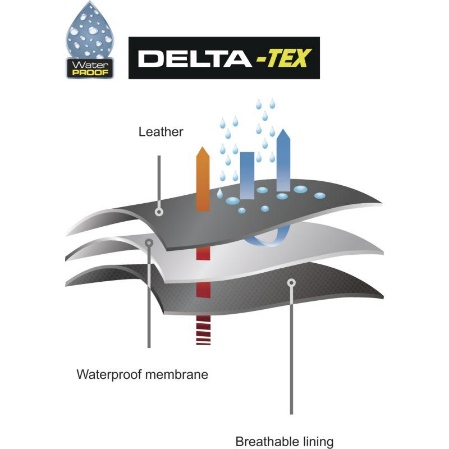 Water
PROOF
DELTA-TEX
Leather
Waterproof membrane
Breathable lining